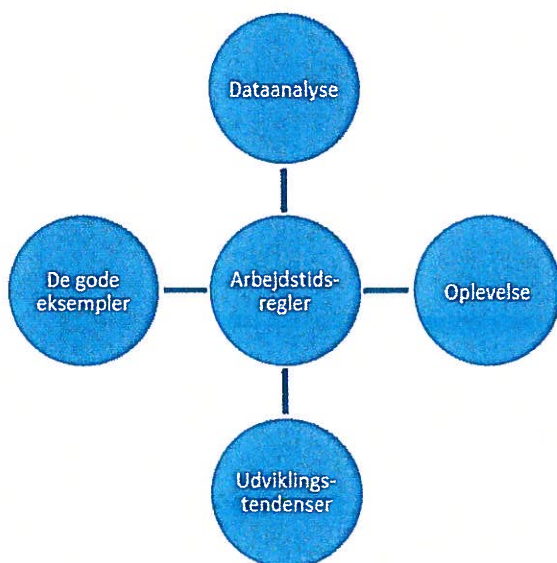 Dataanalyse
De gode
eksempler
Arbejdstids-
regler
Oplevelse
Udviklings-
tendenser